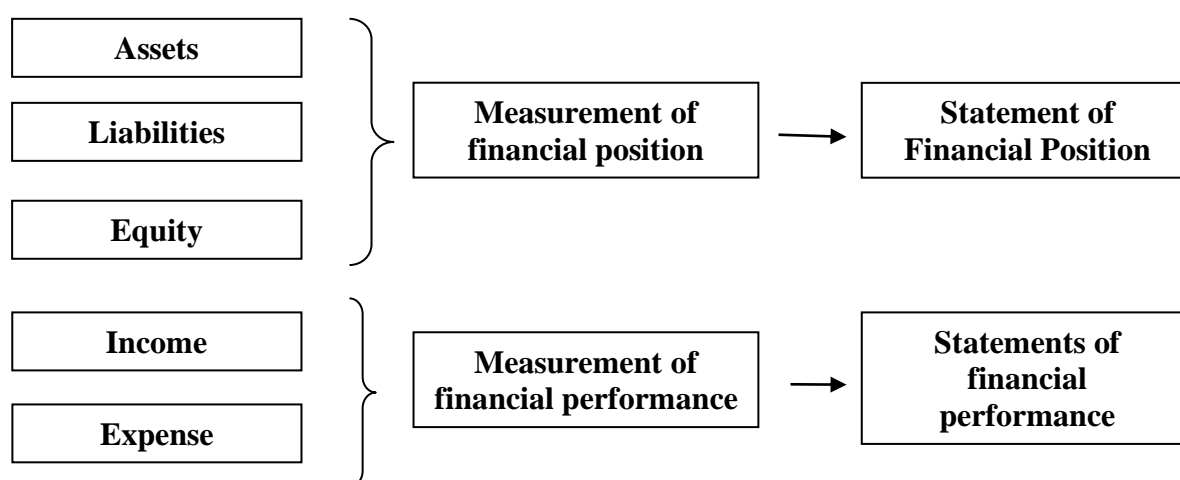 Assets
Liabilities
Equity
Measurement of
financial position
Statement of
Financial Position
Income
Expense
Measurement of
financial performance
Statements of
financial
performance